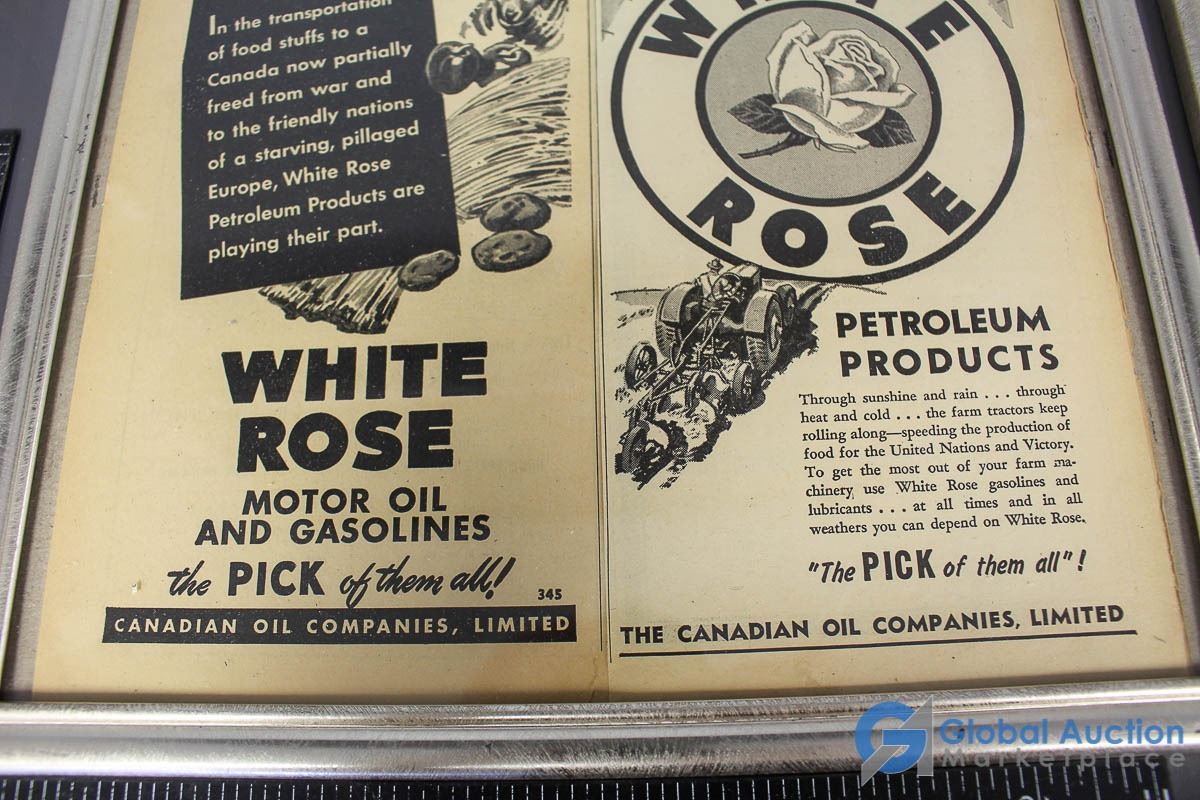 In the transportation
of food stuffs to a
Canada now partially
freed from war and
to the friendly nations
of a starving, pillaged
Europe, White Rose
Petroleum Products are
playing their part.
WHITE
ROSE
MOTOR OIL
AND GASOLINES
the PICK of them all!
345
CANADIAN OIL COMPANIES, LIMITED
WHITE
ROSE
PETROLEUM
PRODUCTS
Through sunshine and rain . . . through
heat and cold . . . the farm tractors keep
rolling along—speeding the production of
food for the United Nations and Victory.
To get the most out of your farm ma-
chinery use White Rose gasolines and
lubricants . . . at all times and in all
weathers you can depend on White Rose.
"The PICK of them all"!
THE CANADIAN OIL COMPANIES, LIMITED
Global Auction
Marketplace